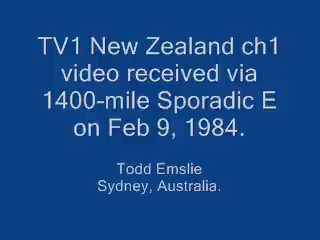 TV1 New Zealand ch1
video received via
1400-mile Sporadic E
on Feb 9, 1984.
Todd Emslie
Sydney, Australia.